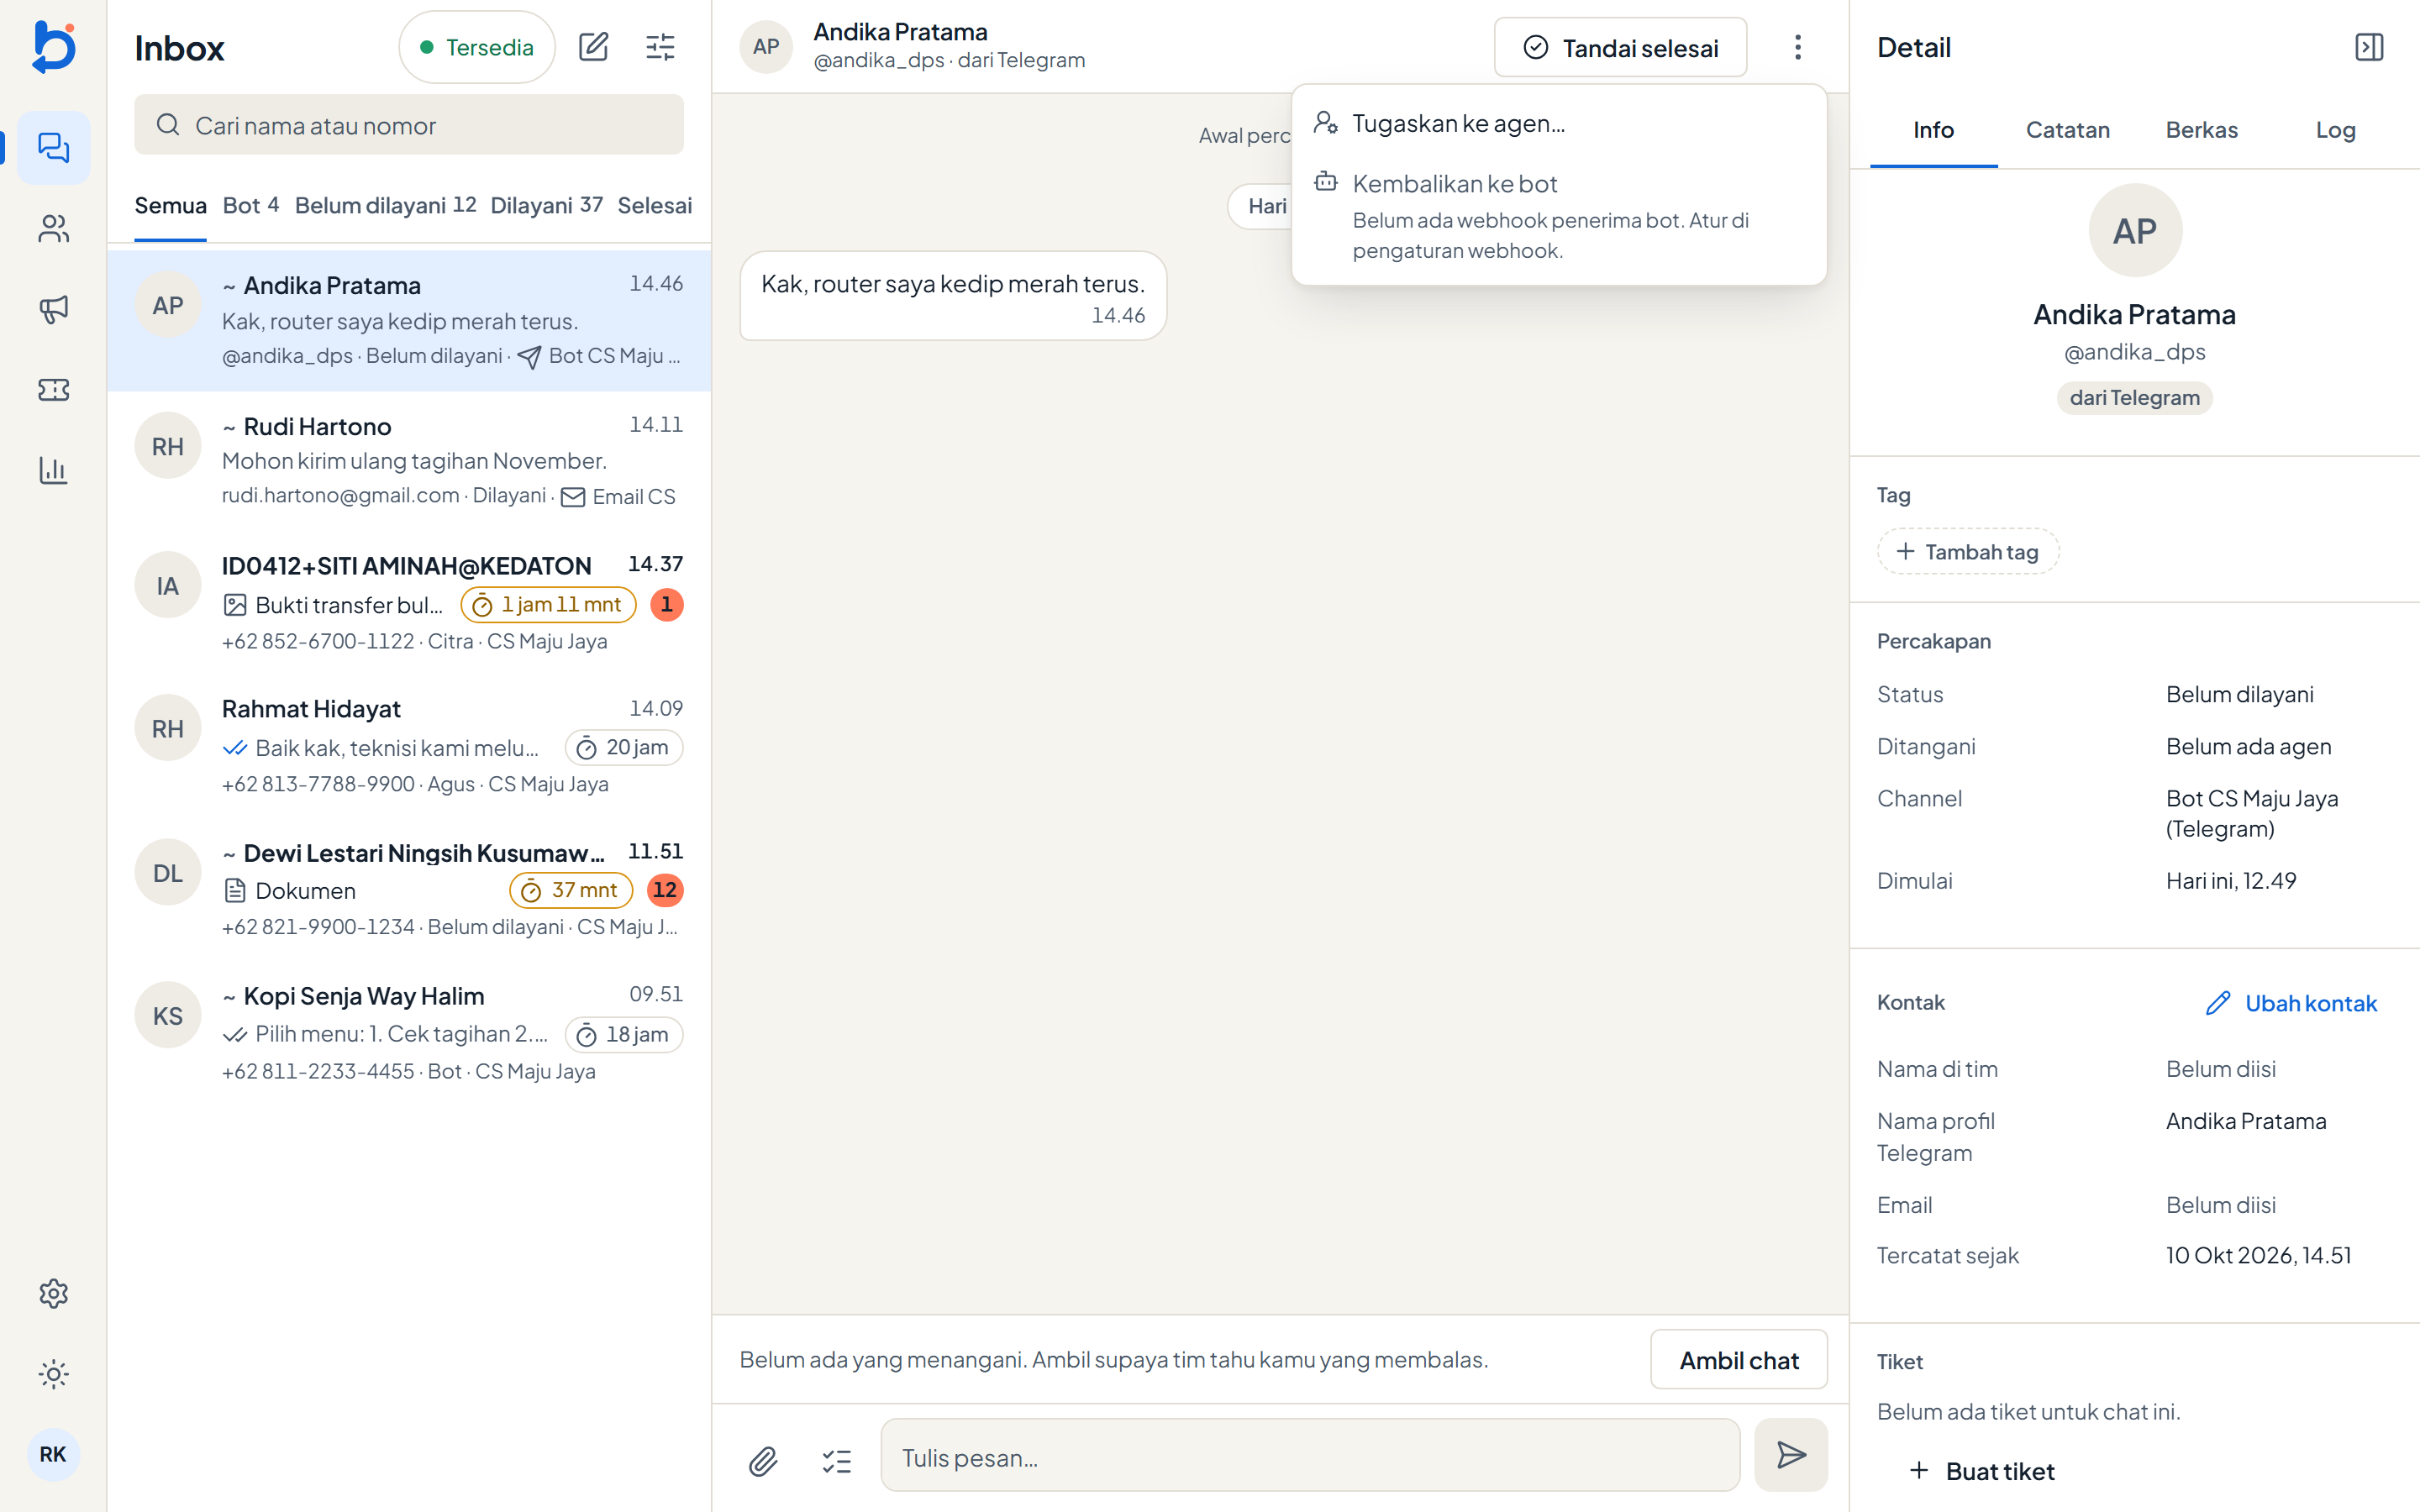 Inbox
Tersedia
Cari nama atau nomor
Semua
Bot 4
Belum dilayani 12
Dilayani 37
Selesai
AP
~ Andika Pratama
14.46
Kak, router saya kedip merah terus.
@andika_dps · Belum dilayani · Bot CS Maju ...
RH
~ Rudi Hartono
14.11
Mohon kirim ulang tagihan November.
rudi.hartono@gmail.com · Dilayani · Email CS
IA
ID0412+SITI AMINAH@KEDATON
14.37
Bukti transfer bul...
1 jam 11 mnt
1
+62 852-6700-1122 · Citra · CS Maju Jaya
RH
Rahmat Hidayat
14.09
Baik kak, teknisi kami melu...
20 jam
+62 813-7788-9900 · Agus · CS Maju Jaya
DL
~ Dewi Lestari Ningsih Kusumaw...
11.51
Dokumen
37 mnt
12
+62 821-9900-1234 · Belum dilayani · CS Maju J...
KS
~ Kopi Senja Way Halim
09.51
Pilih menu: 1. Cek tagihan 2....
18 jam
+62 811-2233-4455 · Bot · CS Maju Jaya
RK
AP
Andika Pratama
@andika_dps · dari Telegram
Tandai selesai
Awal perc
Hari
Tugaskan ke agen...
Kembalikan ke bot
Belum ada webhook penerima bot. Atur di
pengaturan webhook.
Kak, router saya kedip merah terus.
14.46
Belum ada yang menangani. Ambil supaya tim tahu kamu yang membalas.
Ambil chat
Tulis pesan...
Detail
Info
Catatan
Berkas
Log
AP
Andika Pratama
@andika_dps
dari Telegram
Tag
Tambah tag
Percakapan
Status
Belum dilayani
Ditangani
Belum ada agen
Channel
Bot CS Maju Jaya
(Telegram)
Dimulai
Hari ini, 12.49
Kontak
Ubah kontak
Nama di tim
Belum diisi
Nama profil
Telegram
Andika Pratama
Email
Belum diisi
Tercatat sejak
10 Okt 2026, 14.51
Tiket
Belum ada tiket untuk chat ini.
Buat tiket